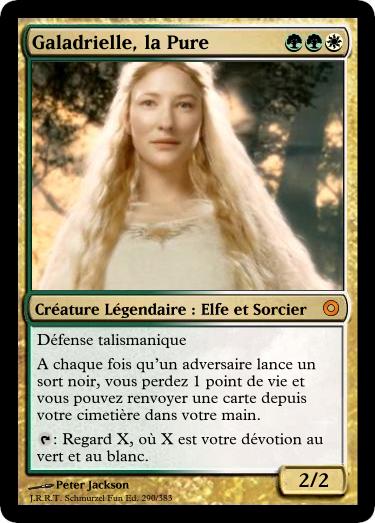 Galadrielle, la Pure
Créature Légendaire : Elfe et Sorcier
Défense talismanique
A chaque fois qu'un adversaire lance un
sort noir, vous perdez 1 point de vie et
vous pouvez renvoyer une carte depuis
votre cimetière dans votre main.
: Regard X, où X est votre dévotion au
vert et au blanc.
Peter Jackson
2/2
J.R.R.T. Schmurzel Fun Ed. 290/383